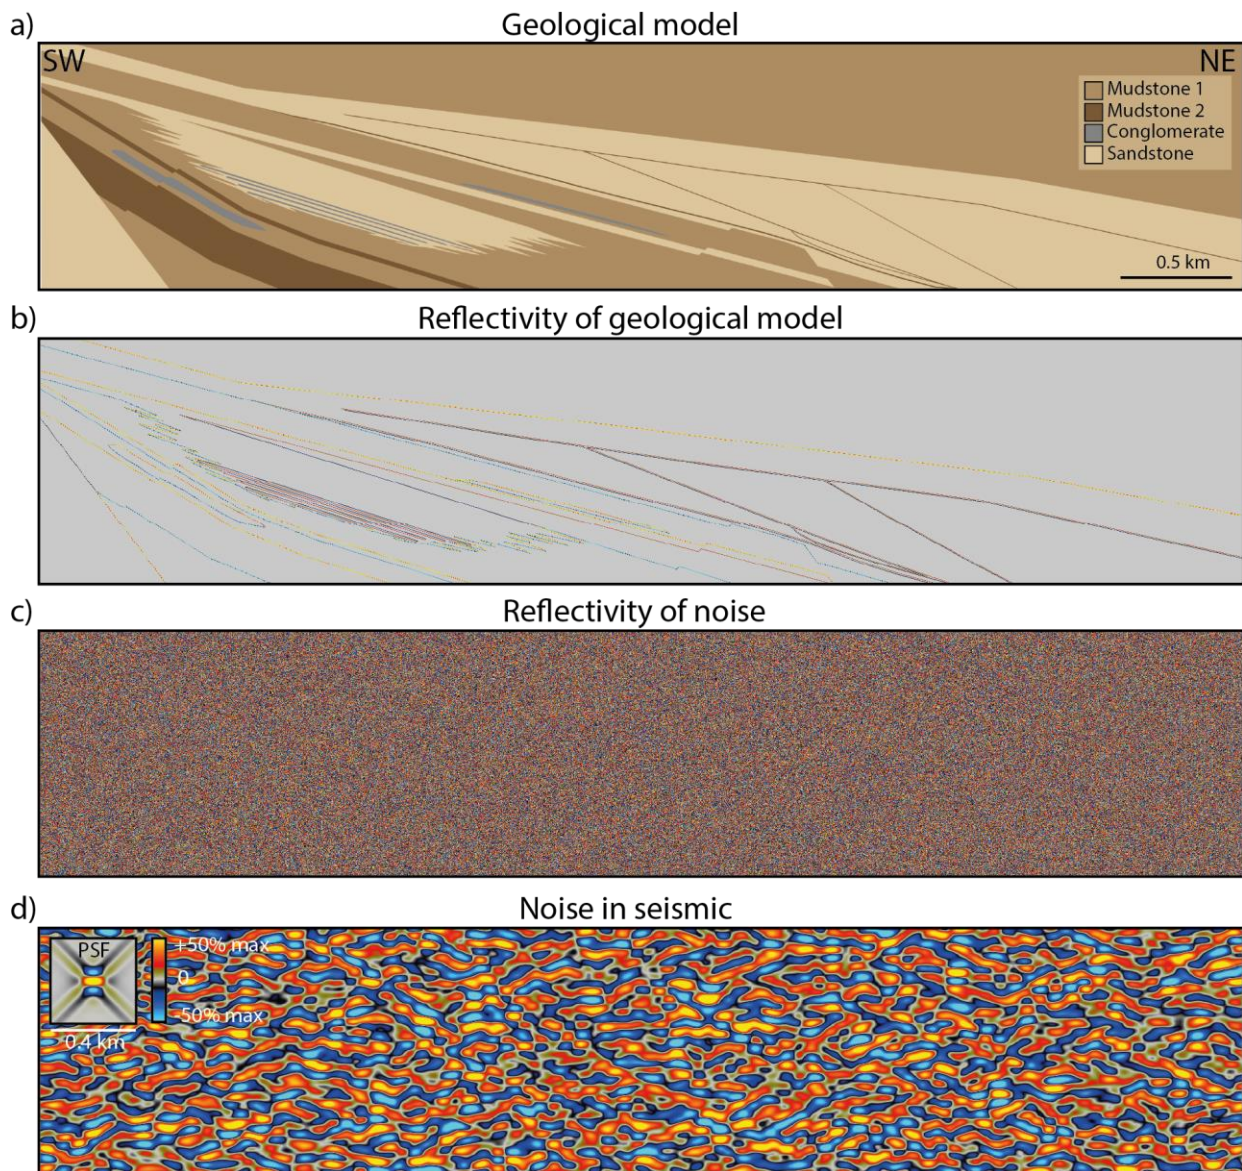 a)
Geological model
SW
NE
Mudstone 1
Mudstone 2
Conglomerate
Sandstone
0.5 km
b)
Reflectivity of geological model
c)
Reflectivity of noise
d)
Noise in seismic
PSF
+50% max
0
-50% max
0.4 km